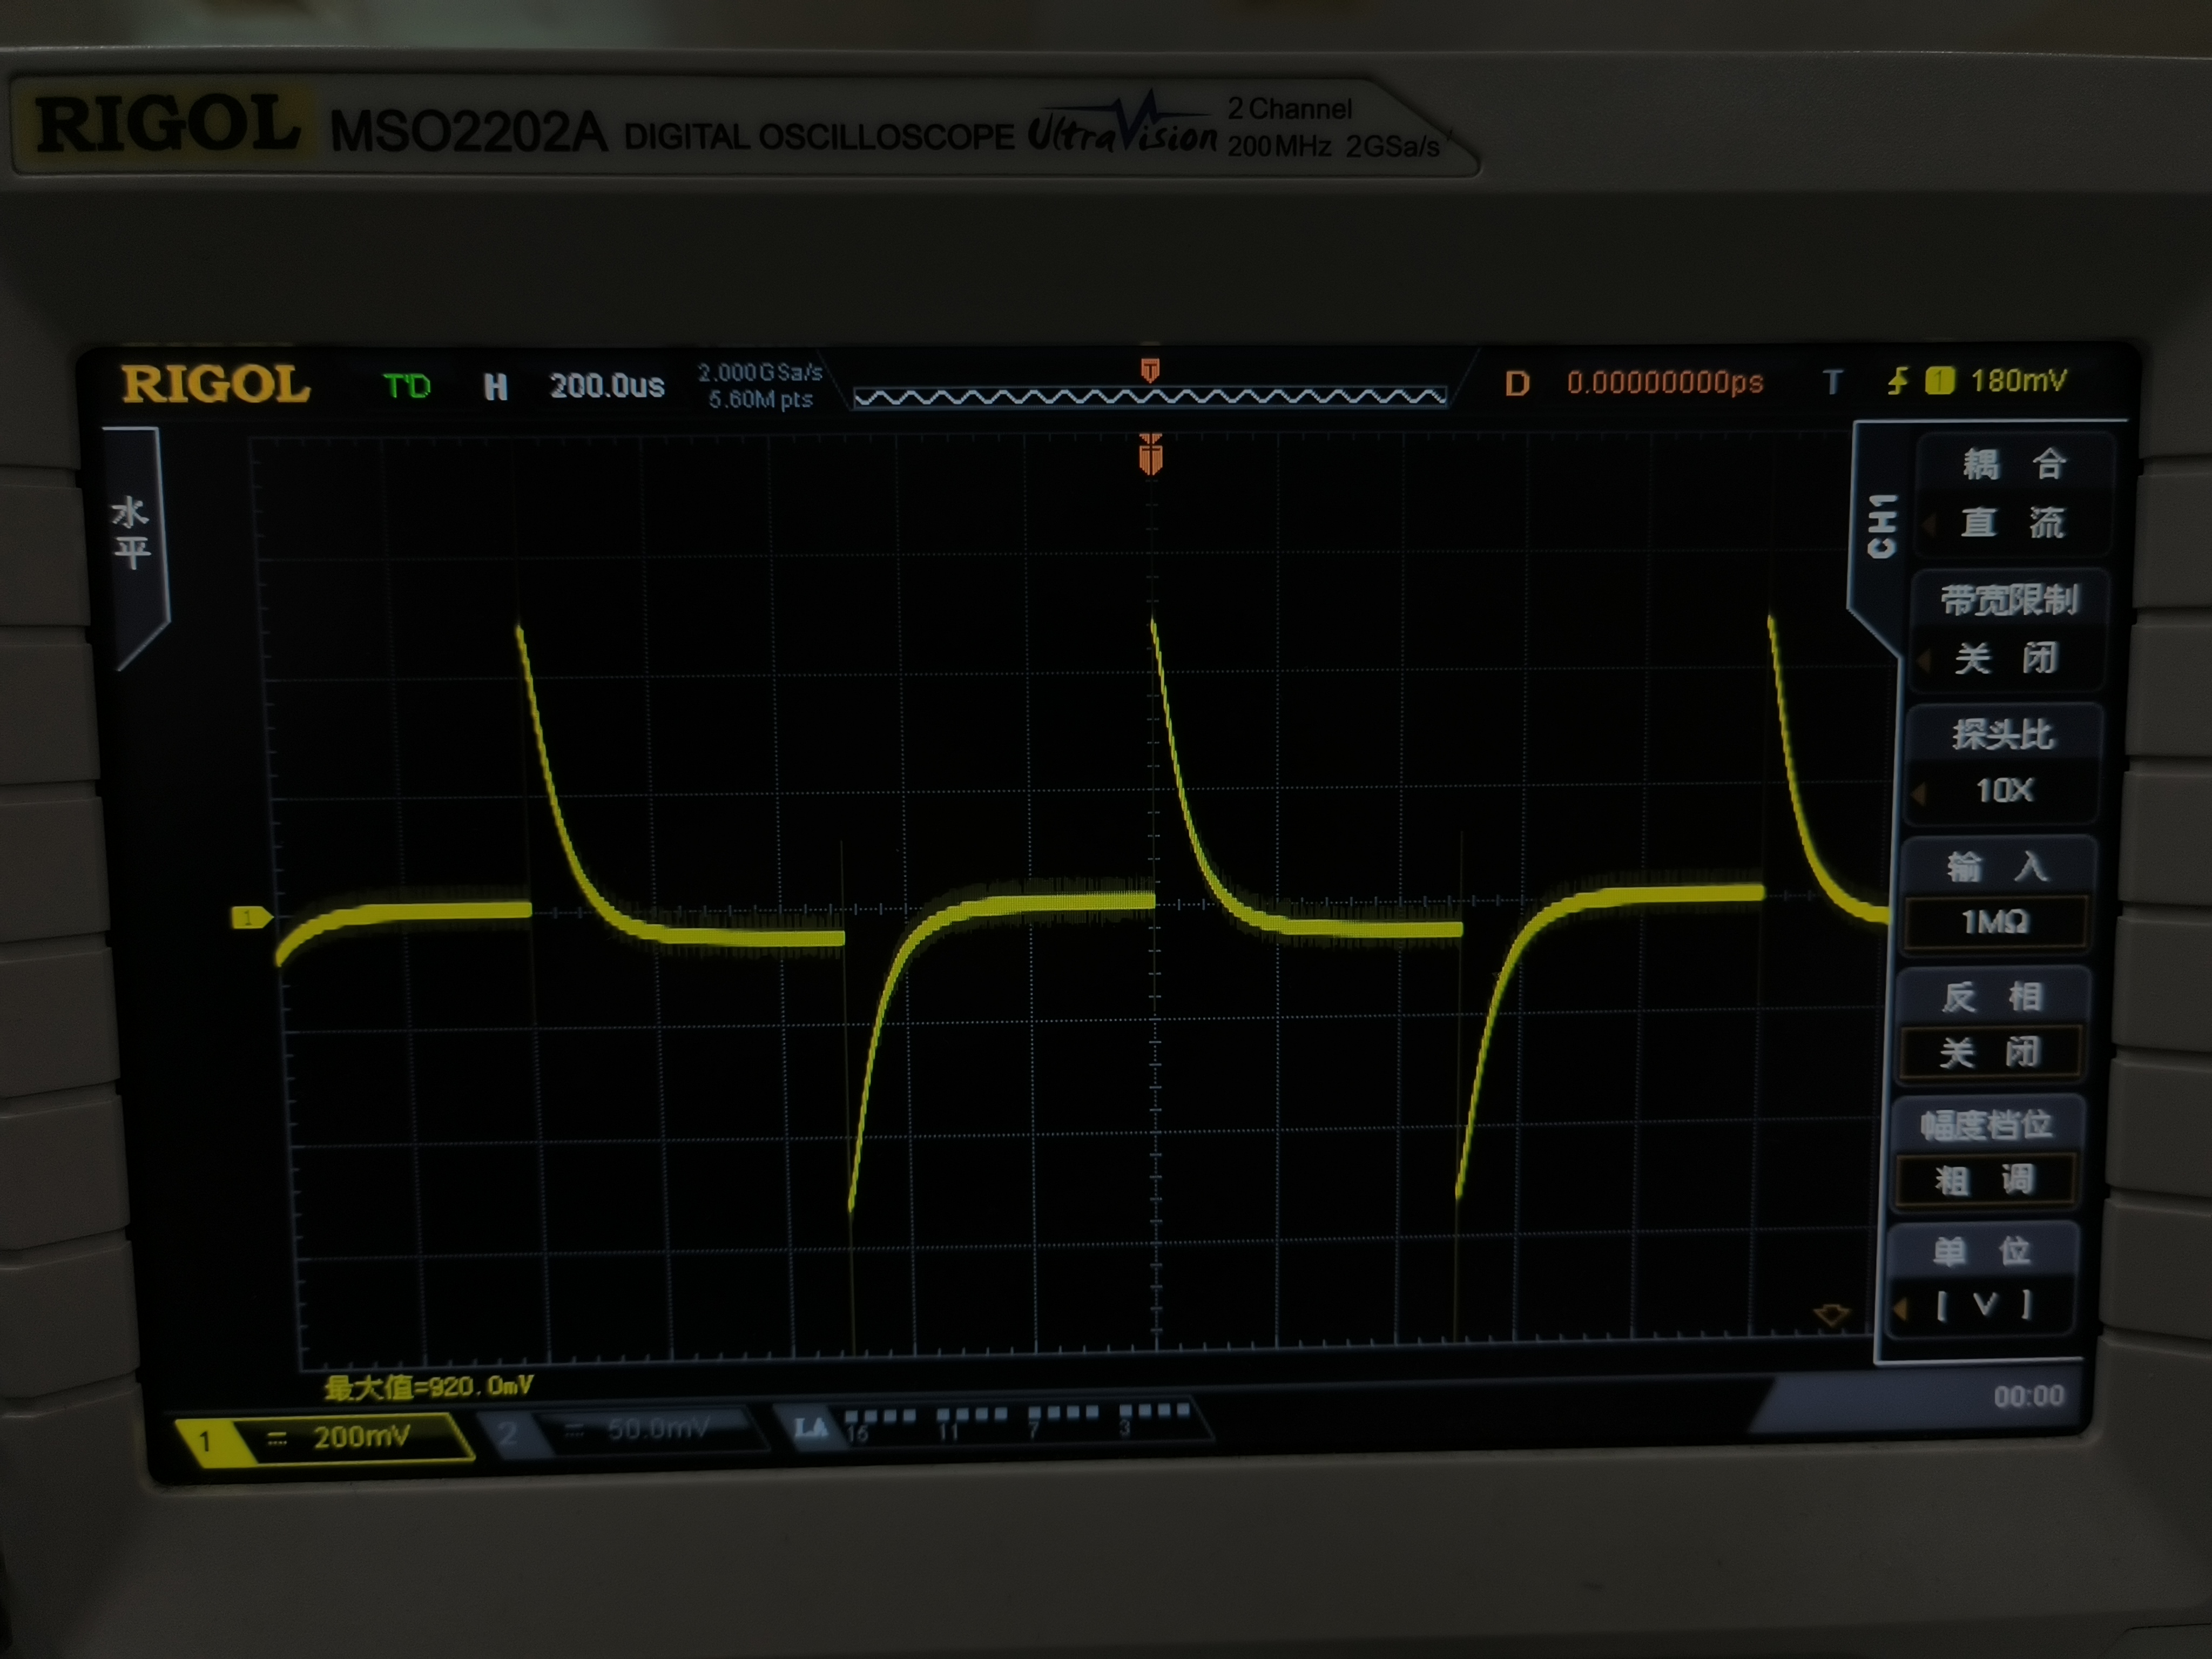 RIGOL MSO2202A DIGITAL OSCILLOSCOPE UltraVision 2 Channel
200MHz 2GSa/s
RIGOL T'D H 200.0us 2.000GSa/s
5.60M pts
T
D 0.00000000ps T 1 180mV
水平
T
CH1
耦合
直流
带宽限制
关闭
探头比
10X
输入
1MΩ
反相
关闭
幅度档位
粗调
单位
[V]
1
最大值=920.0mV
1 200mV 2 50.0mV LA 16 11 7 3
00:00